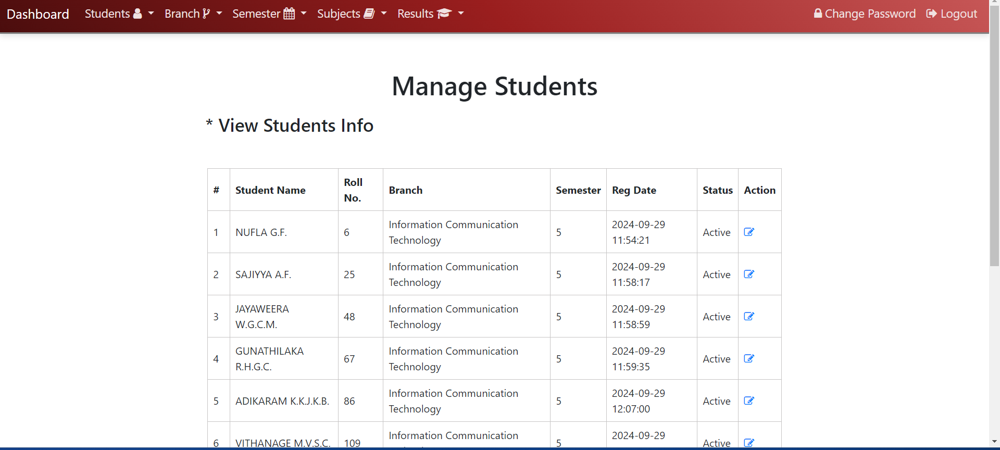 Dashboard Students Branch Semester Subjects Results Change Password Logout
Manage Students
* View Students Info
# Student Name Roll No. Branch Semester Reg Date Status Action
1 NUFLA G.F. 6 Information Communication Technology 5 2024-09-29 11:54:21 Active
2 SAJIYYA A.F. 25 Information Communication Technology 5 2024-09-29 11:58:17 Active
3 JAYAWEERA W.G.C.M. 48 Information Communication Technology 5 2024-09-29 11:58:59 Active
4 GUNATHILAKA R.H.G.C. 67 Information Communication Technology 5 2024-09-29 11:59:35 Active
5 ADIKARAM K.K.J.K.B. 86 Information Communication Technology 5 2024-09-29 12:07:00 Active
6 VITHANAGE M.V.S.C. 109 Information Communication 5 2024-09-29 Active